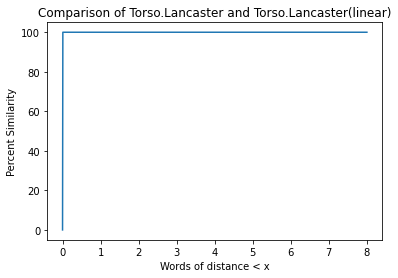 Comparison of Torso.Lancaster and Torso.Lancaster(linear)
100
80
60
40
20
0
Percent Similarity
0 1 2 3 4 5 6 7 8
Words of distance < x